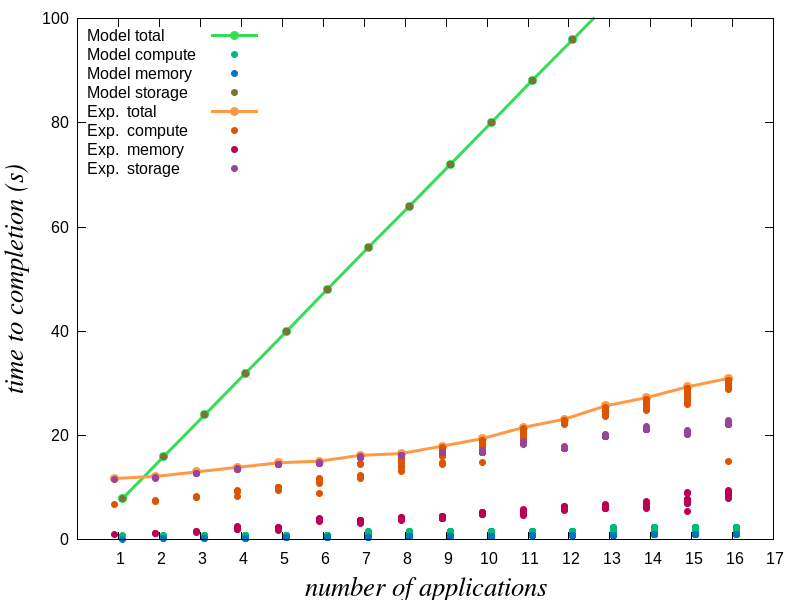 100
80
60
40
20
0
time to completion (s)
Model total
Model compute
Model memory
Model storage
Exp. total
Exp. compute
Exp. memory
Exp. storage
1 2 3 4 5 6 7 8 9 10 11 12 13 14 15 16 17
number of applications